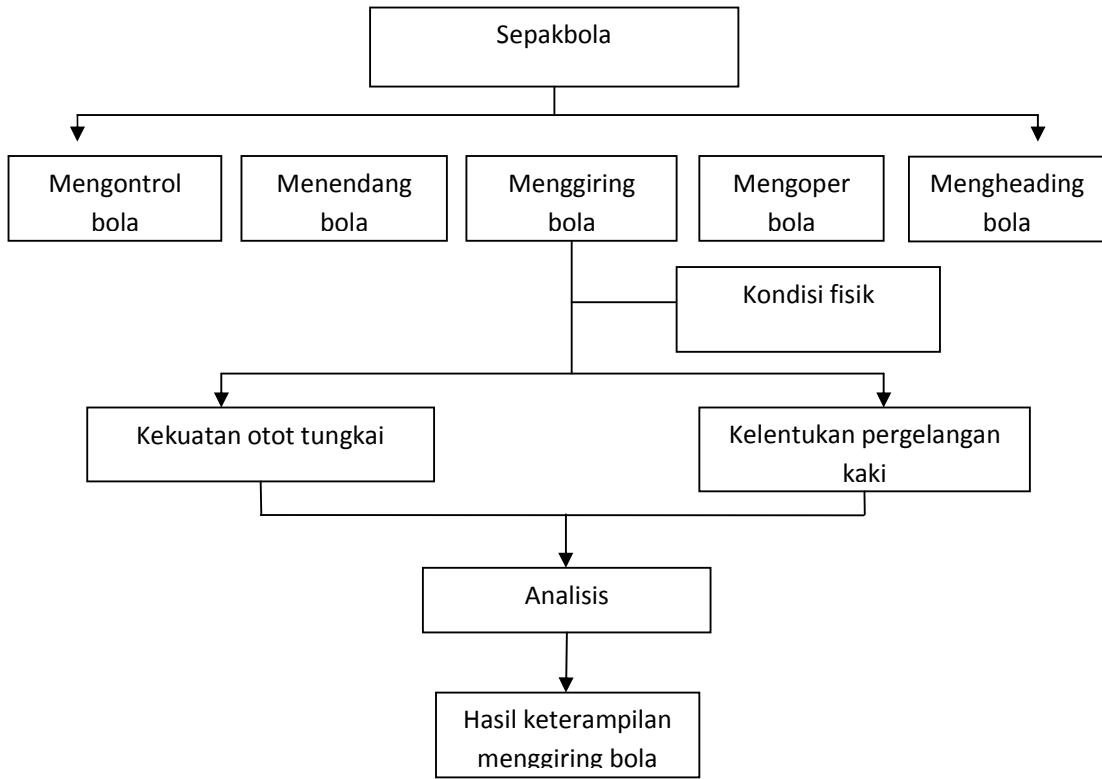 Sepakbola
Mengontrol
bola
Menendang
bola
Menggiring
bola
Mengoper
bola
Mengheading
bola
Kondisi fisik
Kekuatan otot tungkai
Kelentukan pergelangan
kaki
Analisis
Hasil keterampilan
menggiring bola